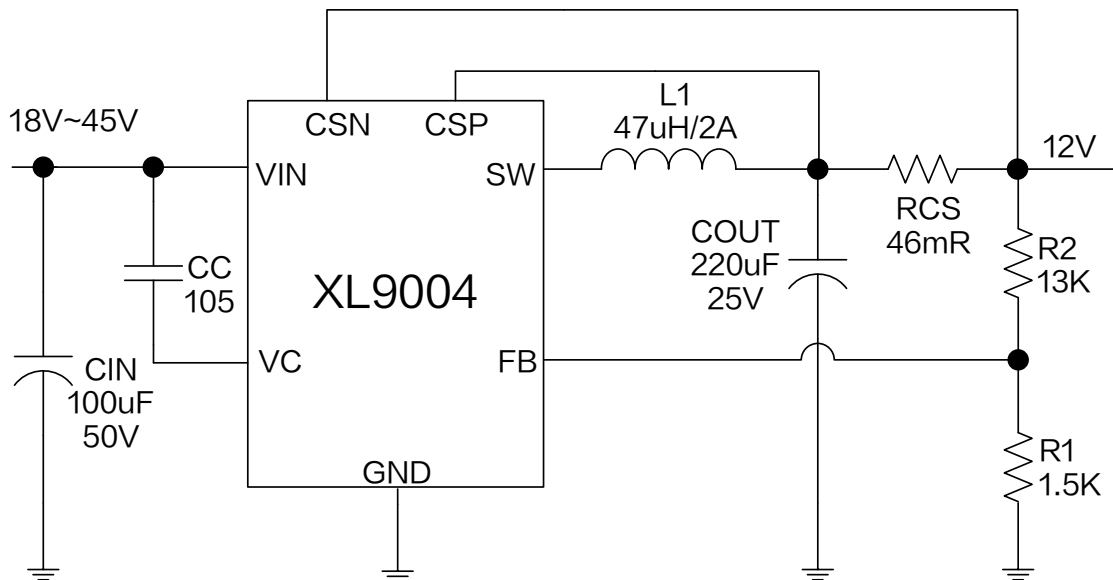 18V~45V
CSN
CSP
L1
47uH/2A
12V
VIN
SW
RCS
46mR
COUT
220uF
25V
R2
13K
CC
105
XL9004
VC
FB
CIN
100uF
50V
GND
R1
1.5K